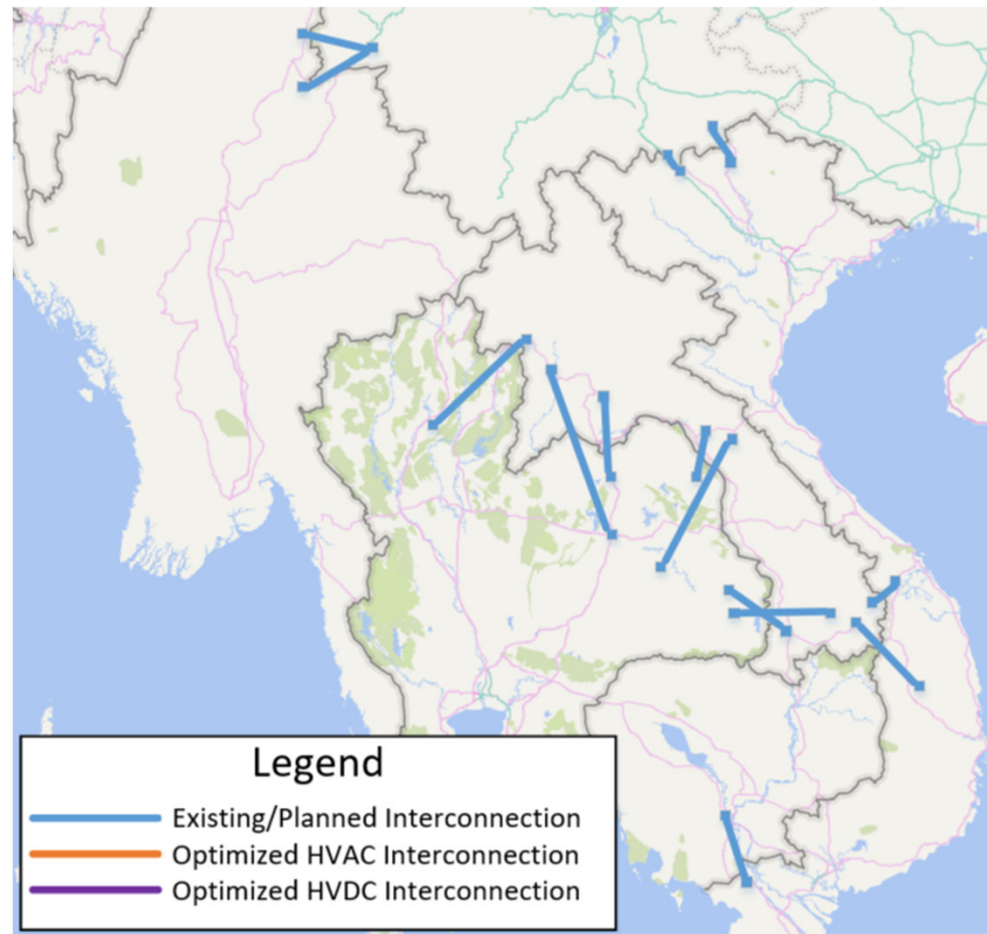 Legend
Existing/Planned Interconnection
Optimized HVAC Interconnection
Optimized HVDC Interconnection